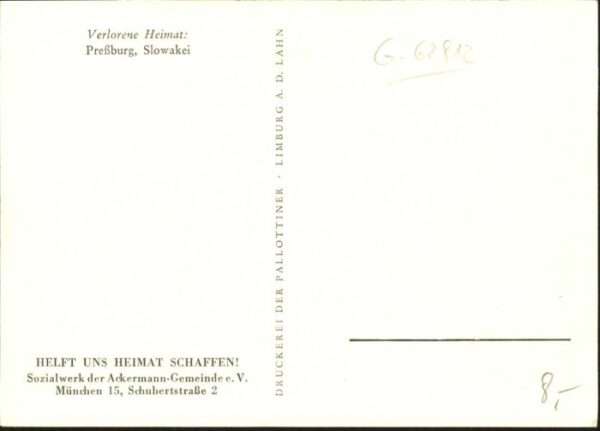 Verlorene Heimat:
Preßburg, Slowakei
HELFT UNS HEIMAT SCHAFFEN!
Sozialwerk der Ackermann-Gemeinde e. V.
München 15, Schubertstraße 2
DRUCKEREI DER PALLOTTINER · LIMBURG A. D. LAHN
8,-